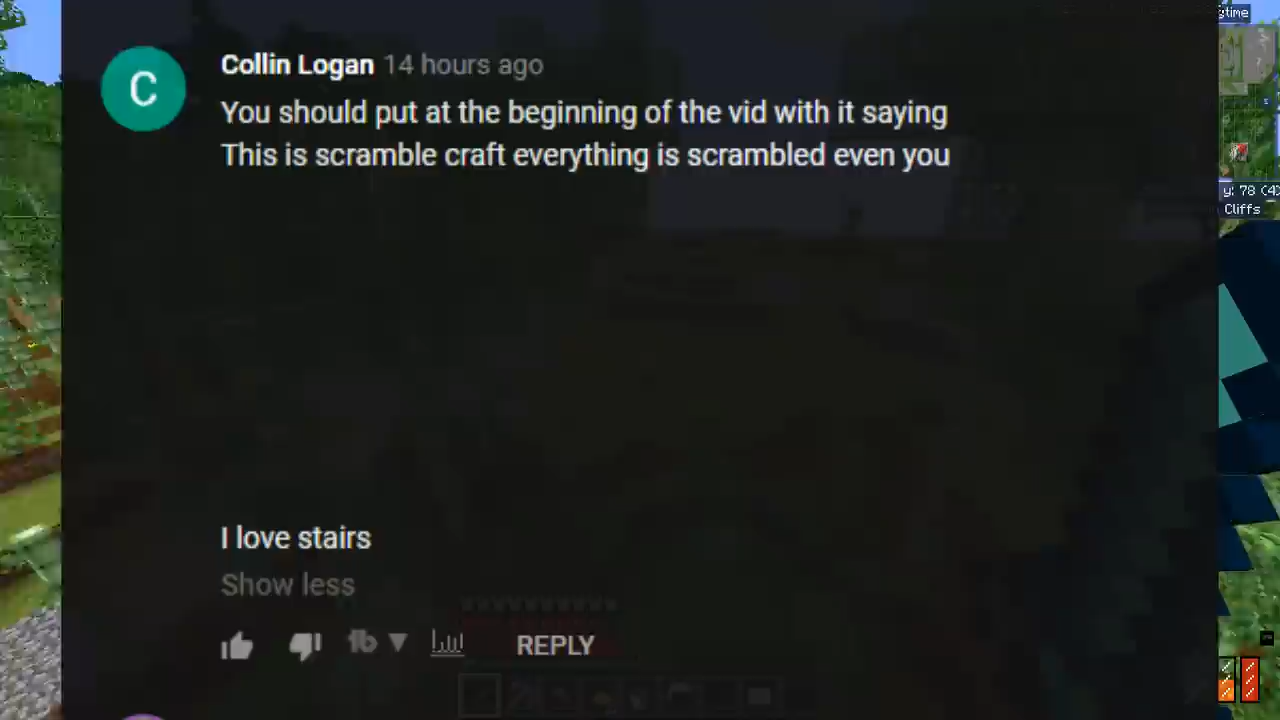 C
Collin Logan 14 hours ago
You should put at the beginning of the vid with it saying
This is scramble craft everything is scrambled even you
I love stairs
Show less
REPLY
y: 78
Cliffs